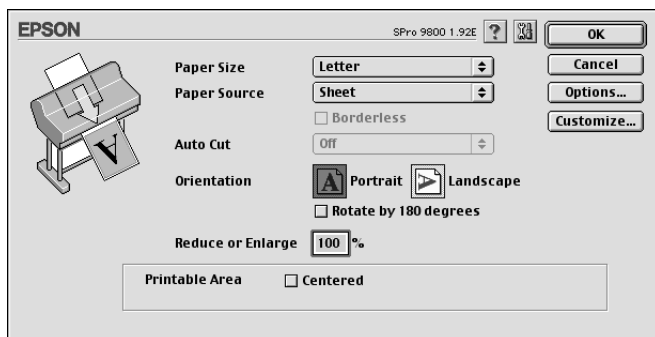 EPSON SPro 9800 1.92E ? OK
Paper Size Letter Cancel
Paper Source Sheet Options...
Borderless Customize...
Auto Cut Off
Orientation A Portrait A Landscape
Rotate by 180 degrees
Reduce or Enlarge 100 %
Printable Area Centered
A